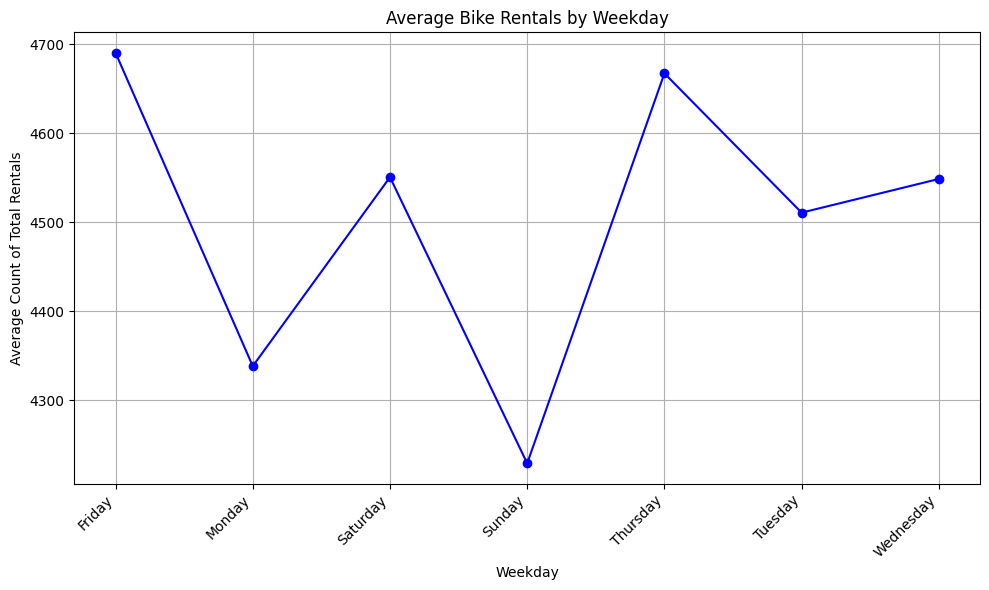 Average Bike Rentals by Weekday
Average Count of Total Rentals
4700
4600
4500
4400
4300
Friday
Monday
Saturday
Sunday
Thursday
Tuesday
Wednesday
Weekday